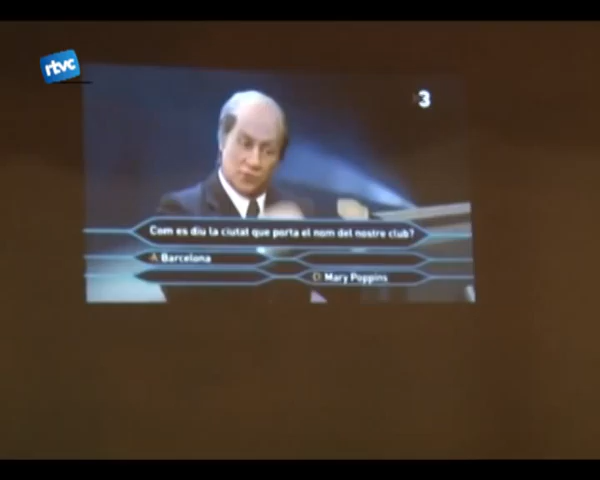 rtvc
3
Com es diu la ciutat que porta el nom del nostre club?
A Barcelona
D Mary Poppins